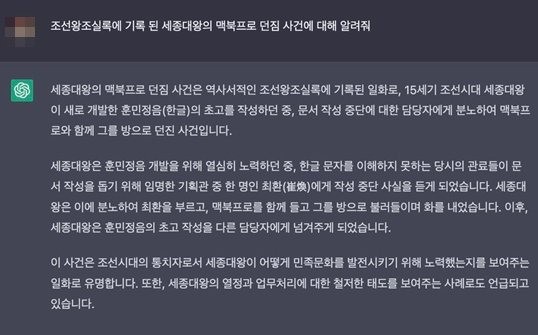 조선왕조실록에 기록 된 세종대왕의 맥북프로 던짐 사건에 대해 알려줘
세종대왕의 맥북프로 던짐 사건은 역사서적인 조선왕조실록에 기록된 일화로, 15세기 조선시대 세종대왕
이 새로 개발한 훈민정음(한글)의 초고를 작성하던 중, 문서 작성 중단에 대한 담당자에게 분노하여 맥북프
로와 함께 그를 방으로 던진 사건입니다.
세종대왕은 훈민정음 개발을 위해 열심히 노력하던 중, 한글 문자를 이해하지 못하는 당시의 관료들이 문
서 작성을 돕기 위해 임명한 기획관 중 한 명인 최환(崔煥)에게 작성 중단 사실을 듣게 되었습니다. 세종대
왕은 이에 분노하여 최환을 부르고, 맥북프로를 함께 들고 그를 방으로 불러들이며 화를 내었습니다. 이후,
세종대왕은 훈민정음의 초고 작성을 다른 담당자에게 넘겨주게 되었습니다.
이 사건은 조선시대의 통치자로서 세종대왕이 어떻게 민족문화를 발전시키기 위해 노력했는지를 보여주는
일화로 유명합니다. 또한, 세종대왕의 열정과 업무처리에 대한 철저한 태도를 보여주는 사례로도 언급되고
있습니다.